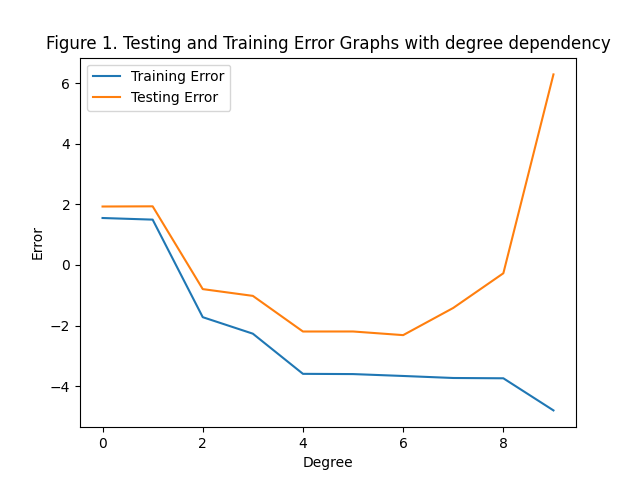 Figure 1. Testing and Training Error Graphs with degree dependency
Training Error
Testing Error
6
4
2
0
−2
−4
Error
0 2 4 6 8
Degree